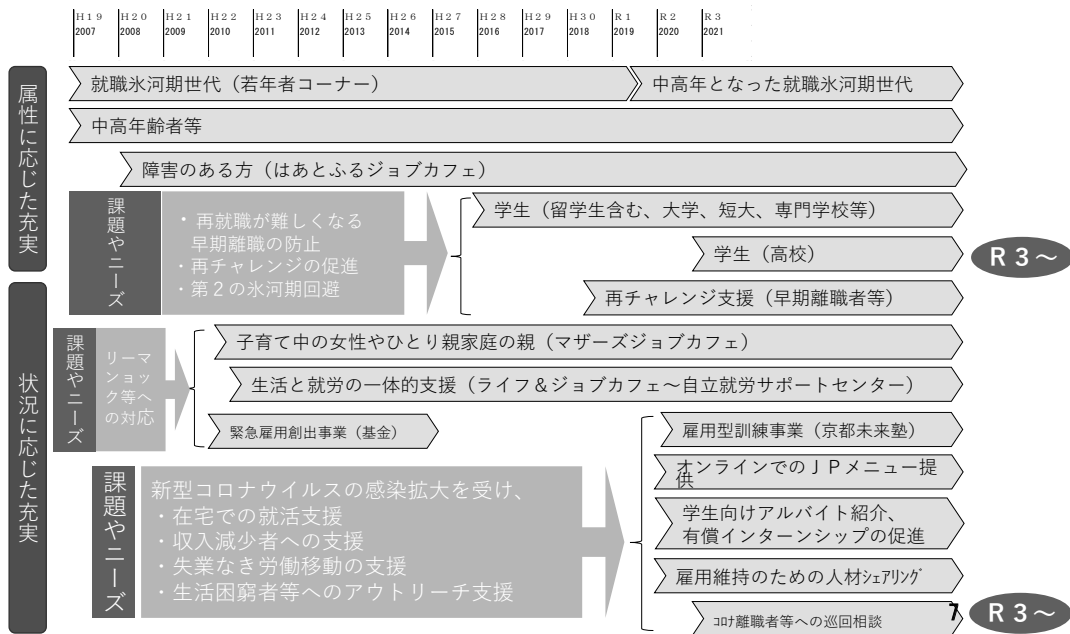 H19 H20 H21 H22 H23 H24 H25 H26 H27 H28 H29 H30 R1 R2 R3
2007 2008 2009 2010 2011 2012 2013 2014 2015 2016 2017 2018 2019 2020 2021
属性に応じた充実
就職氷河期世代（若年者コーナー）
中高年となった就職氷河期世代
中高年齢者等
障害のある方（はあとふるジョブカフェ）
課題やニーズ
・再就職が難しくなる
早期離職の防止
・再チャレンジの促進
・第２の氷河期回避
学生（留学生含む、大学、短大、専門学校等）
学生（高校）
R３～
再チャレンジ支援（早期離職者等）
状況に応じた充実
課題やニーズ
リーマ
ンショッ
ク等へ
の対応
子育て中の女性やひとり親家庭の親（マザーズジョブカフェ）
生活と就労の一体的支援（ライフ＆ジョブカフェ～自立就労サポートセンター）
緊急雇用創出事業（基金）
課題やニーズ
新型コロナウイルスの感染拡大を受け、
・在宅での就活支援
・収入減少者への支援
・失業なき労働移動の支援
・生活困窮者等へのアウトリーチ支援
雇用型訓練事業（京都未来塾）
オンラインでのＪＰメニュー提
供
学生向けアルバイト紹介、
有償インターンシップの促進
雇用維持のための人材ｼｪｱﾘﾝｸﾞ
ｺﾛﾅ離職者等への巡回相談
7
R３～